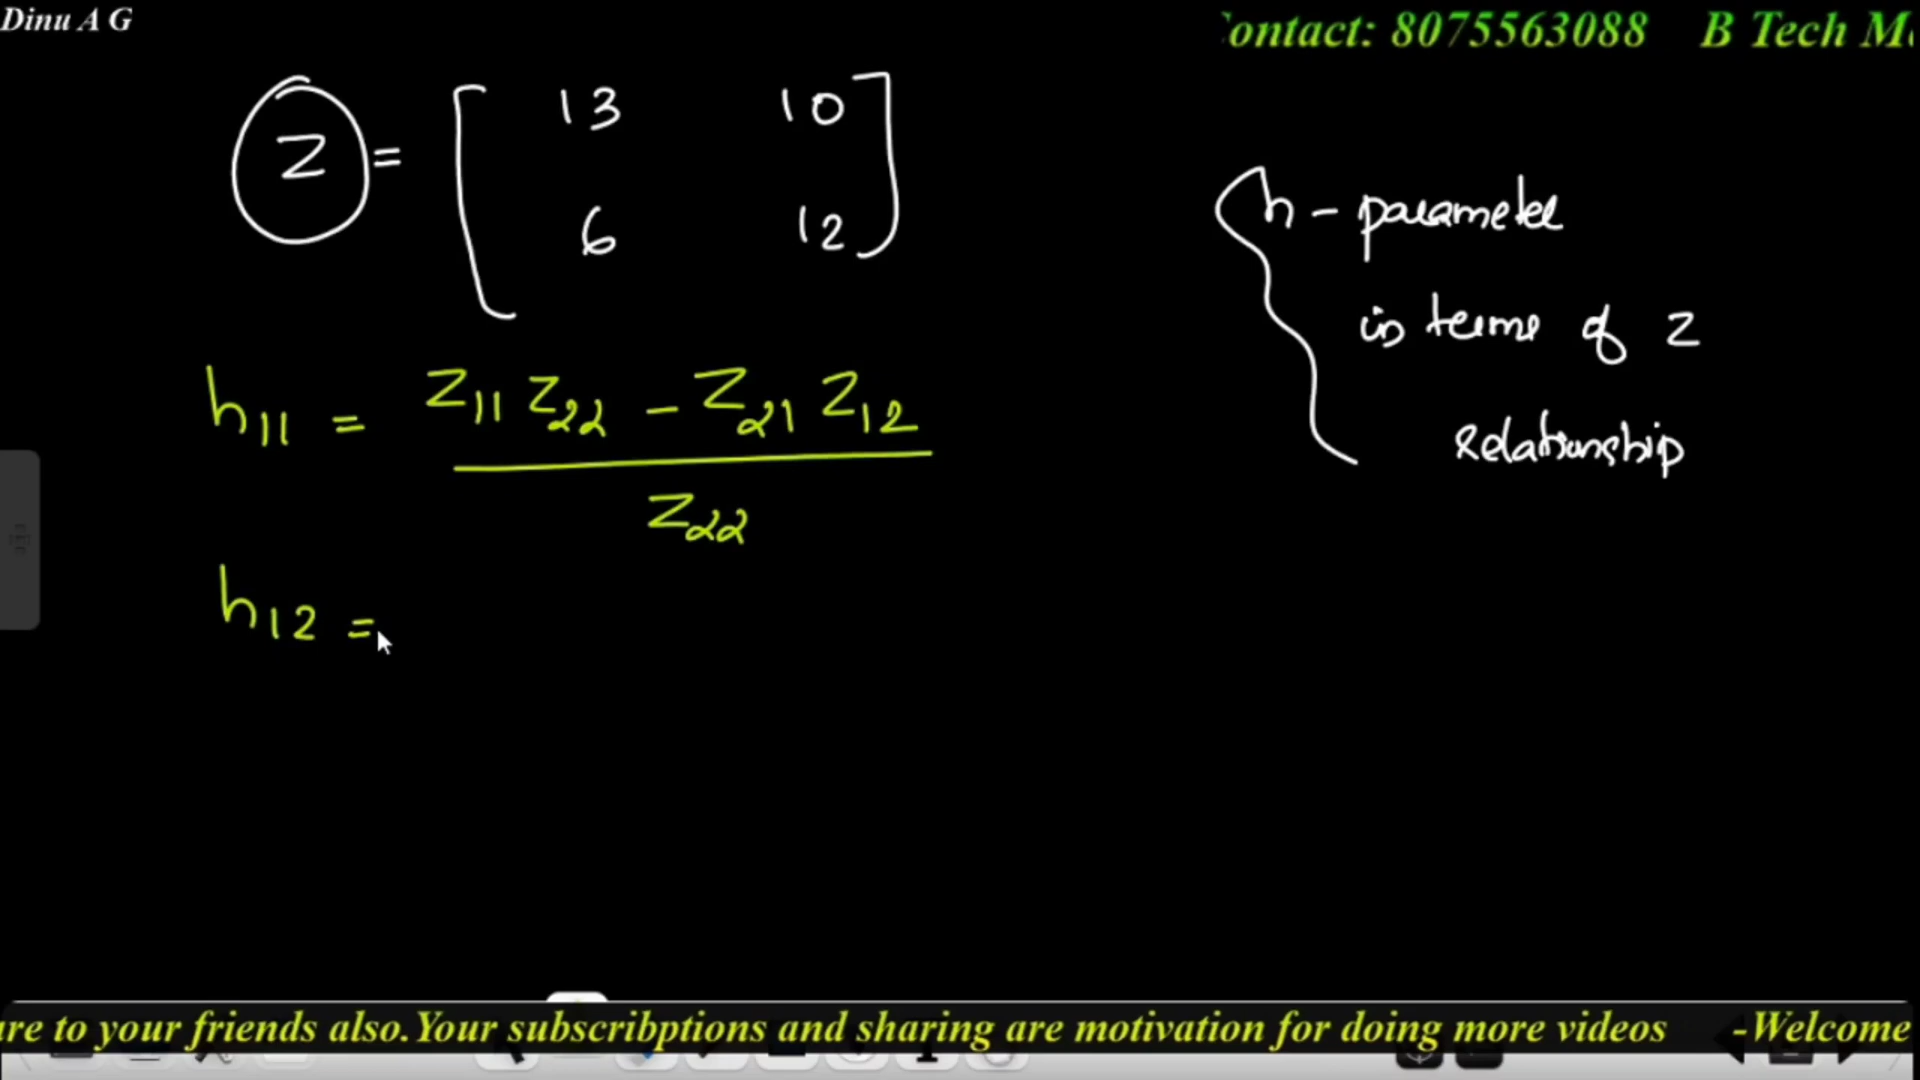 Dinu A G
ontact: 8075563088 B Tech M
Z = [ 13 10
6 12 ]
h - parameter
in terms of Z
relationship
h11 = Z11 Z22 - Z21 Z12
Z22
h12 =
re to your friends also.Your subscribptions and sharing are motivation for doing more videos -Welcome